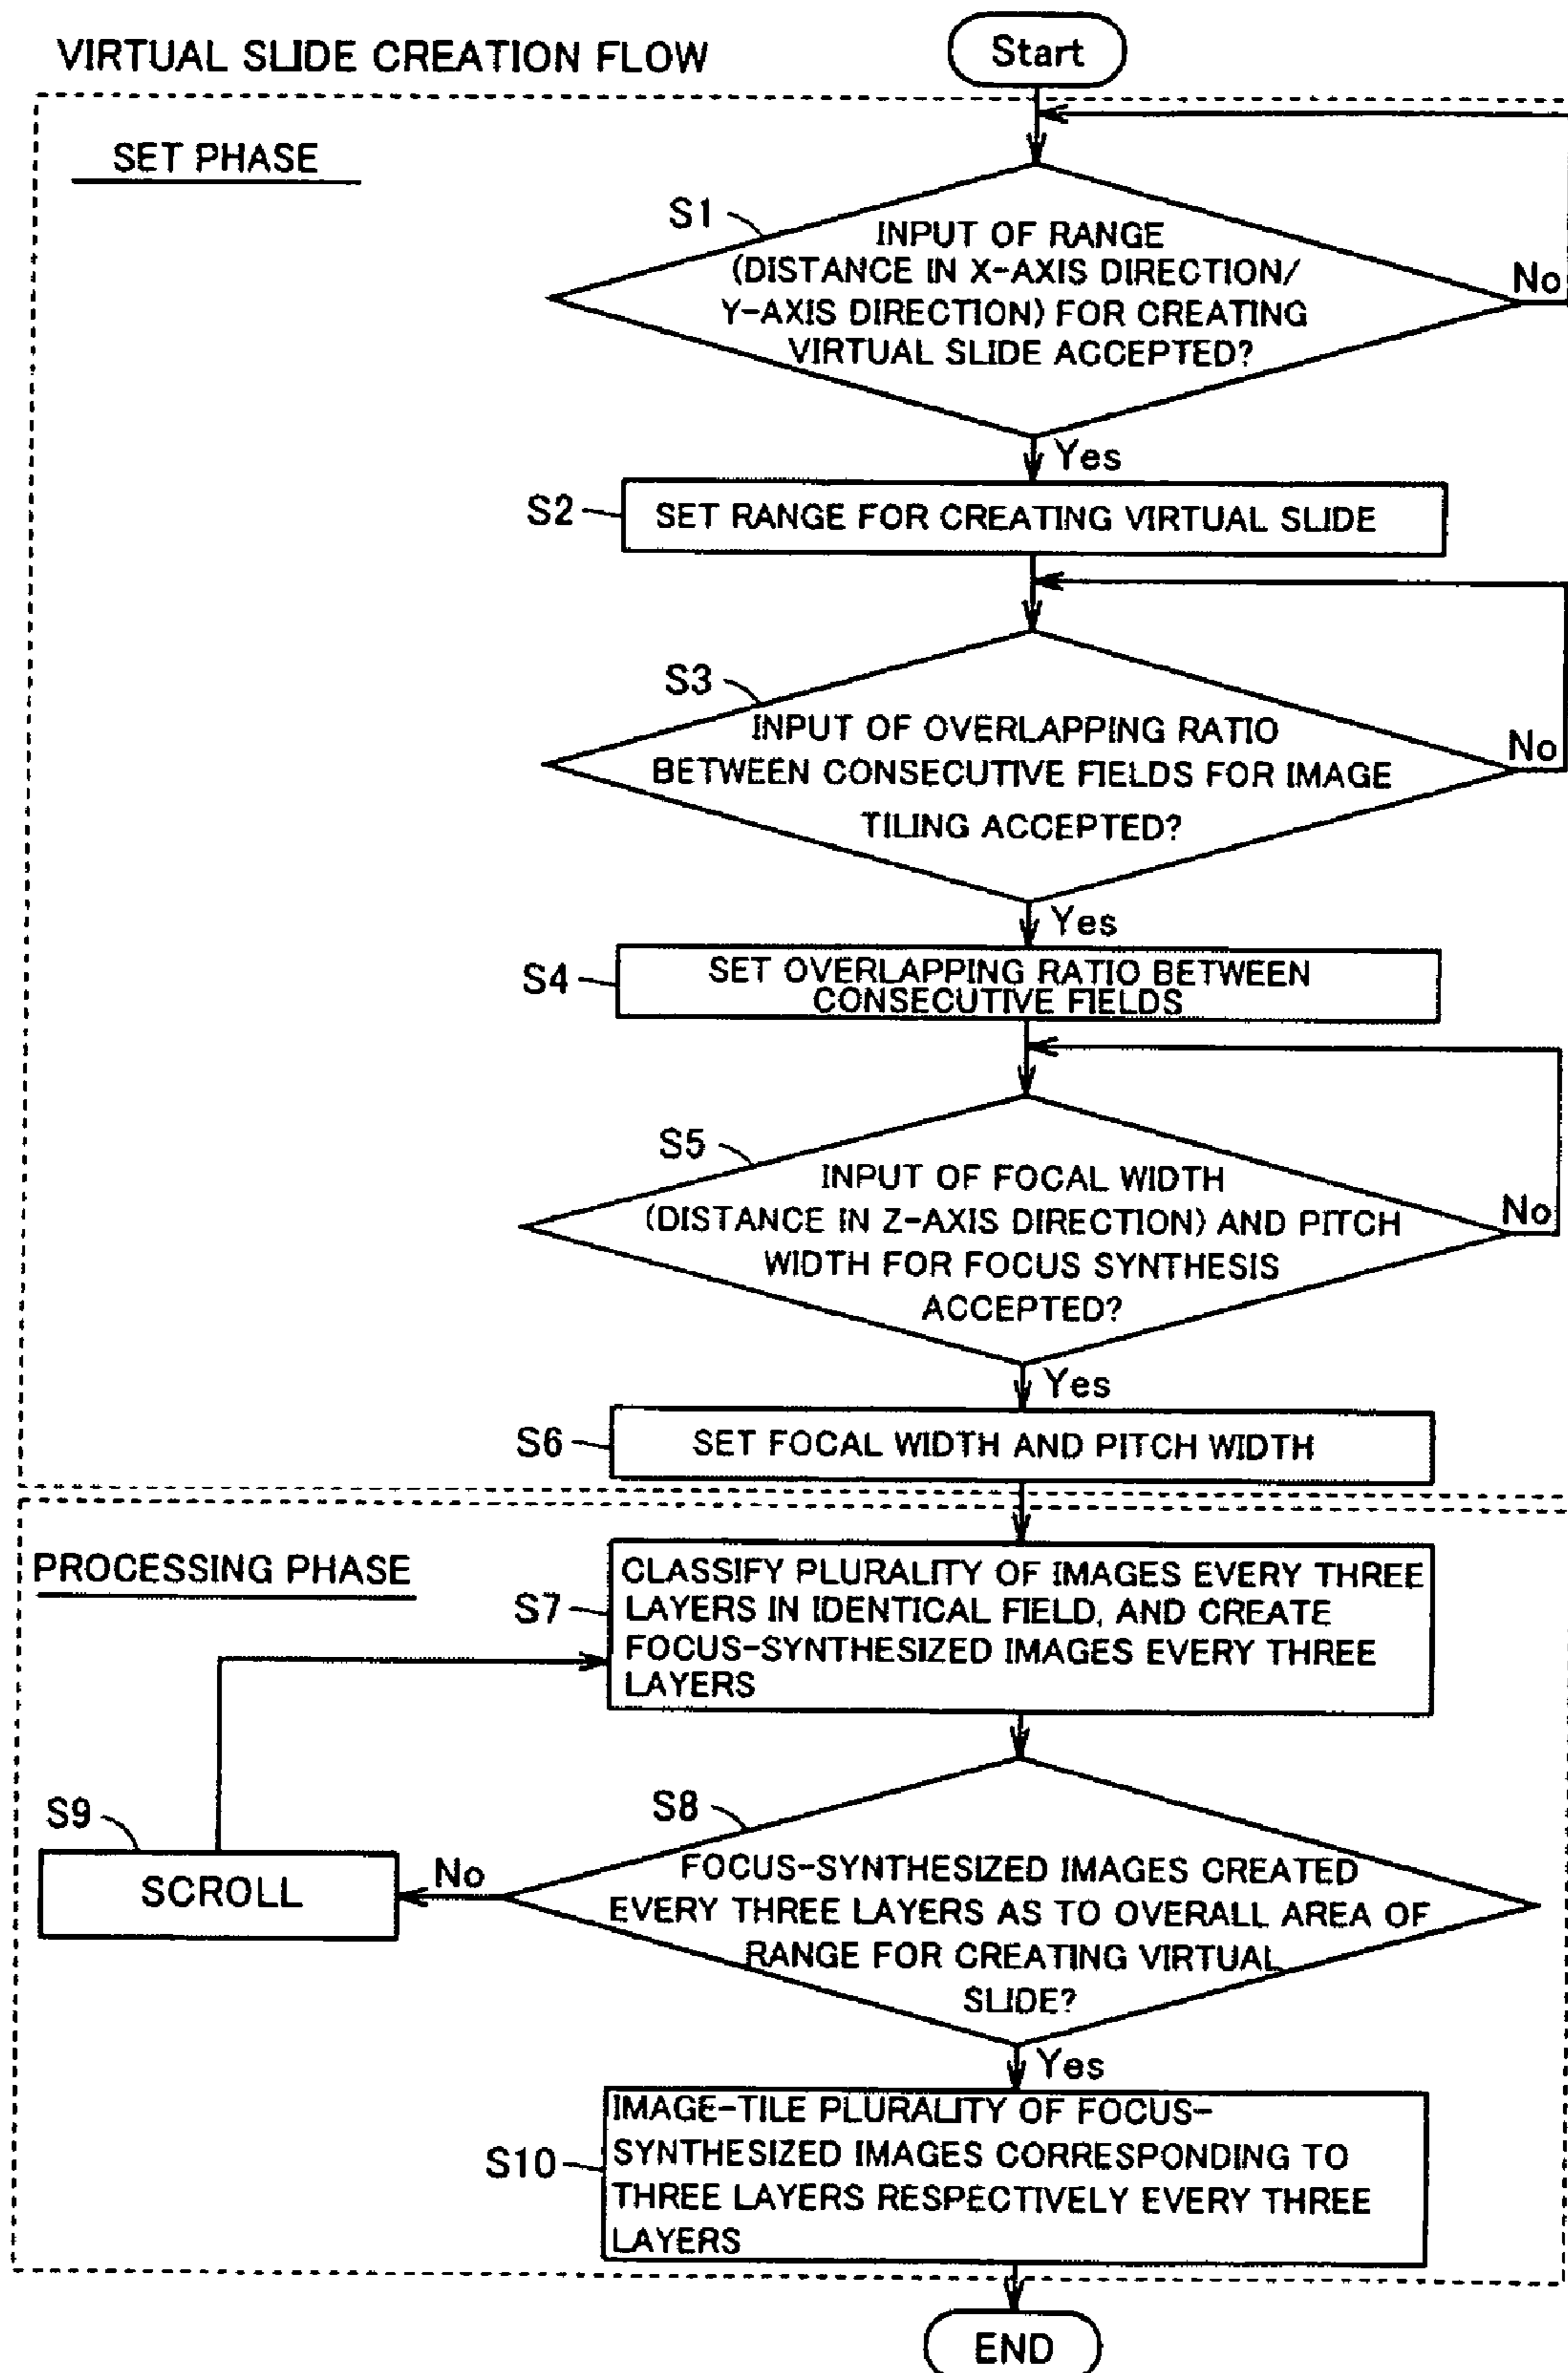 Start
VIRTUAL SLIDE CREATION FLOW
SET PHASE
S1
INPUT OF RANGE
(DISTANCE IN X-AXIS DIRECTION/
Y-AXIS DIRECTION) FOR CREATING
VIRTUAL SLIDE ACCEPTED?
No
Yes
S2
SET RANGE FOR CREATING VIRTUAL SLIDE
S3
INPUT OF OVERLAPPING RATIO
BETWEEN CONSECUTIVE FIELDS FOR IMAGE
TILING ACCEPTED?
No
Yes
S4
SET OVERLAPPING RATIO BETWEEN
CONSECUTIVE FIELDS
S5
INPUT OF FOCAL WIDTH
(DISTANCE IN Z-AXIS DIRECTION) AND PITCH
WIDTH FOR FOCUS SYNTHESIS
ACCEPTED?
No
Yes
S6
SET FOCAL WIDTH AND PITCH WIDTH
PROCESSING PHASE
S7
CLASSIFY PLURALITY OF IMAGES EVERY THREE
LAYERS IN IDENTICAL FIELD, AND CREATE
FOCUS-SYNTHESIZED IMAGES EVERY THREE
LAYERS
S8
FOCUS-SYNTHESIZED IMAGES CREATED
EVERY THREE LAYERS AS TO OVERALL AREA OF
RANGE FOR CREATING VIRTUAL
SLIDE?
No
S9
SCROLL
Yes
S10
IMAGE-TILE PLURALITY OF FOCUS-
SYNTHESIZED IMAGES CORRESPONDING TO
THREE LAYERS RESPECTIVELY EVERY THREE
LAYERS
END